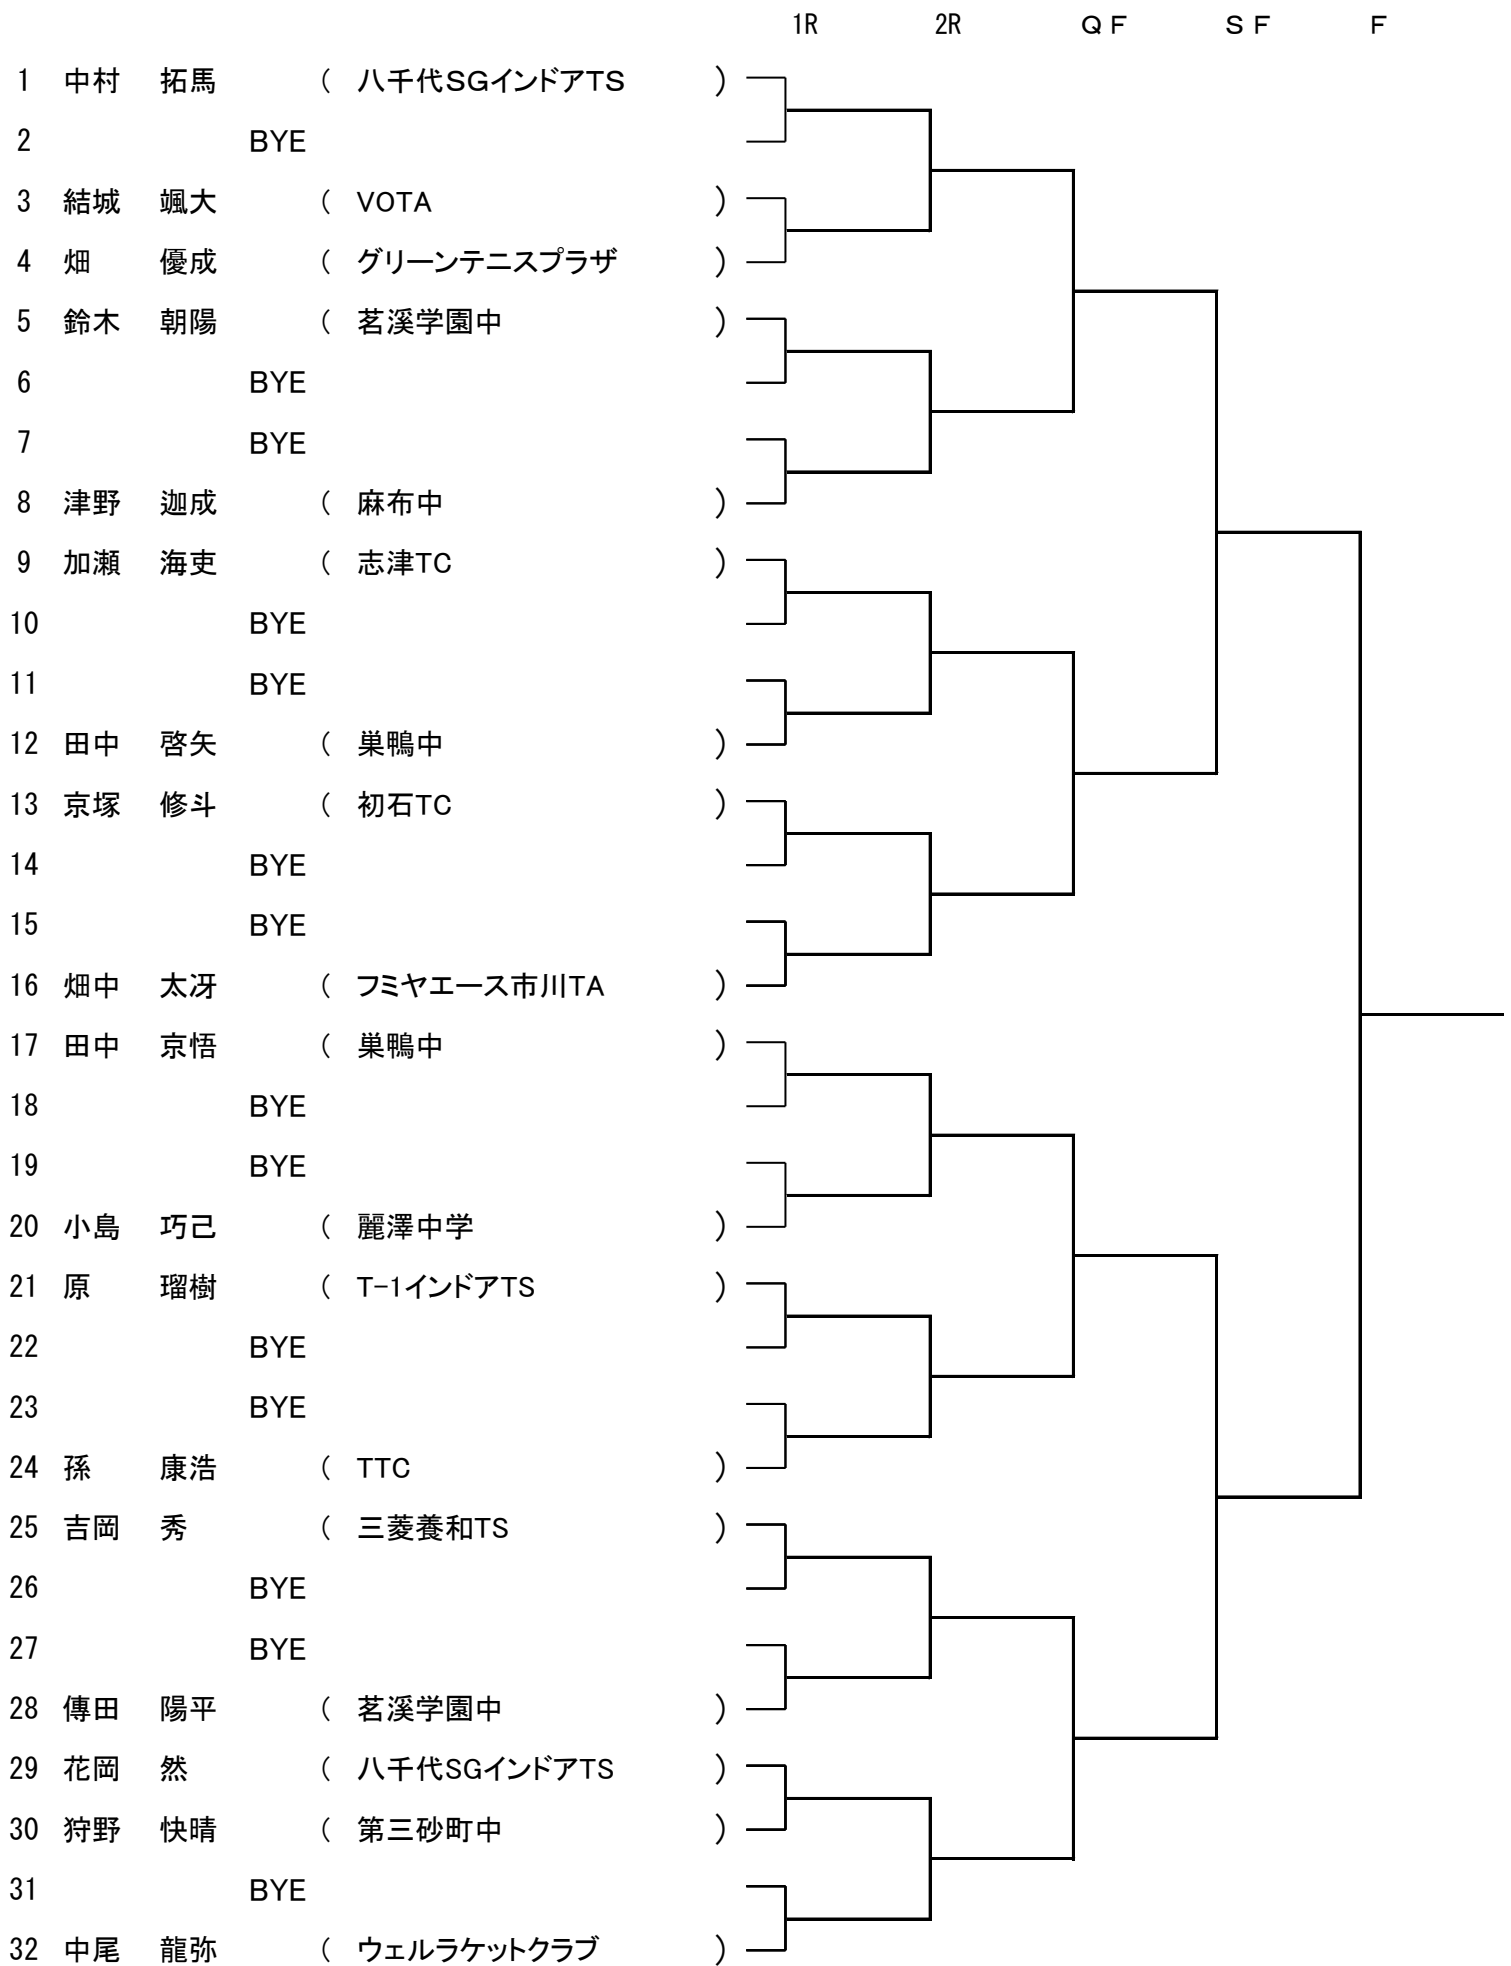 1R 2R ＱＦ ＳＦ Ｆ
1 中村 拓馬 ( 八千代SGインドアTS )
2 BYE
3 結城 颯大 ( VOTA )
4 畑 優成 ( グリーンテニスプラザ )
5 鈴木 朝陽 ( 茗溪学園中 )
6 BYE
7 BYE
8 津野 迦成 ( 麻布中 )
9 加瀬 海吏 ( 志津TC )
10 BYE
11 BYE
12 田中 啓矢 ( 巣鴨中 )
13 京塚 修斗 ( 初石TC )
14 BYE
15 BYE
16 畑中 太冴 ( フミヤエース市川TA )
17 田中 京悟 ( 巣鴨中 )
18 BYE
19 BYE
20 小島 巧己 ( 麗澤中学 )
21 原 瑠樹 ( T-1インドアTS )
22 BYE
23 BYE
24 孫 康浩 ( TTC )
25 吉岡 秀 ( 三菱養和TS )
26 BYE
27 BYE
28 傳田 陽平 ( 茗溪学園中 )
29 花岡 然 ( 八千代SGインドアTS )
30 狩野 快晴 ( 第三砂町中 )
31 BYE
32 中尾 龍弥 ( ウェルラケットクラブ )